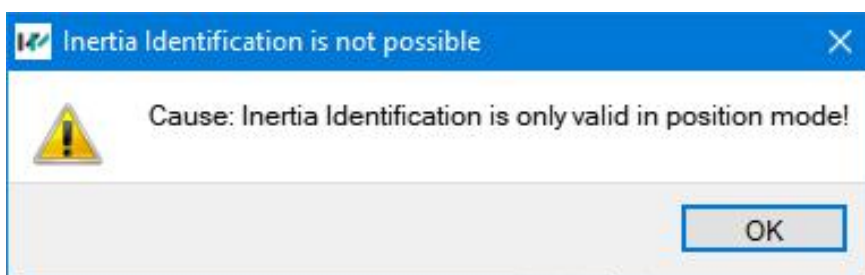 Inertia Identification is not possible
Cause: Inertia Identification is only valid in position mode!
OK